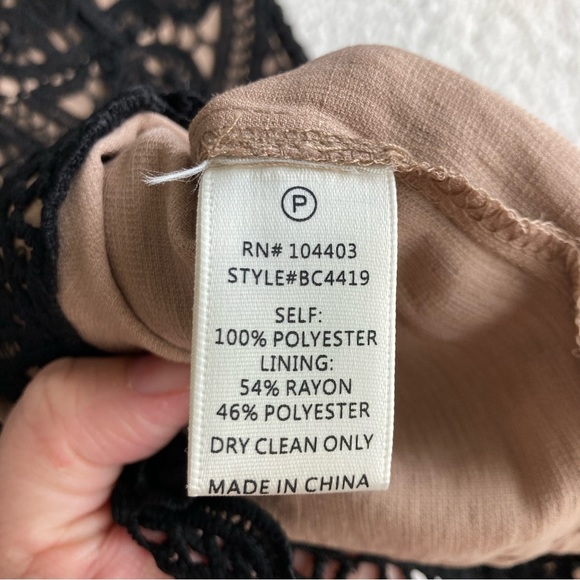 P
RN# 104403
STYLE#BC4419
SELF:
100% POLYESTER
LINING:
54% RAYON
46% POLYESTER
DRY CLEAN ONLY
MADE IN CHINA